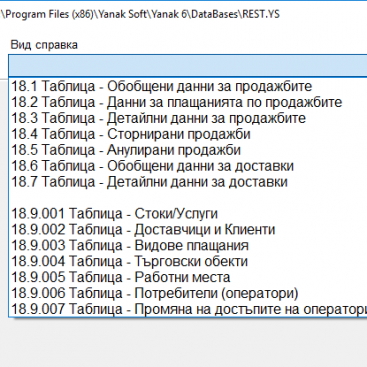 \Program Files (x86)\Yanak Soft\Yanak 6\DataBases\REST.YS
Вид справка
18.1 Таблица - Обобщени данни за продажбите
18.2 Таблица - Данни за плащанията по продажбите
18.3 Таблица - Детайлни данни за продажбите
18.4 Таблица - Сторнирани продажби
18.5 Таблица - Анулирани продажби
18.6 Таблица - Обобщени данни за доставки
18.7 Таблица - Детайлни данни за доставки
18.9.001 Таблица - Стоки/Услуги
18.9.002 Таблица - Доставчици и Клиенти
18.9.003 Таблица - Видове плащания
18.9.004 Таблица - Търговски обекти
18.9.005 Таблица - Работни места
18.9.006 Таблица - Потребители (оператори)
18.9.007 Таблица - Промяна на достъпите на оператори